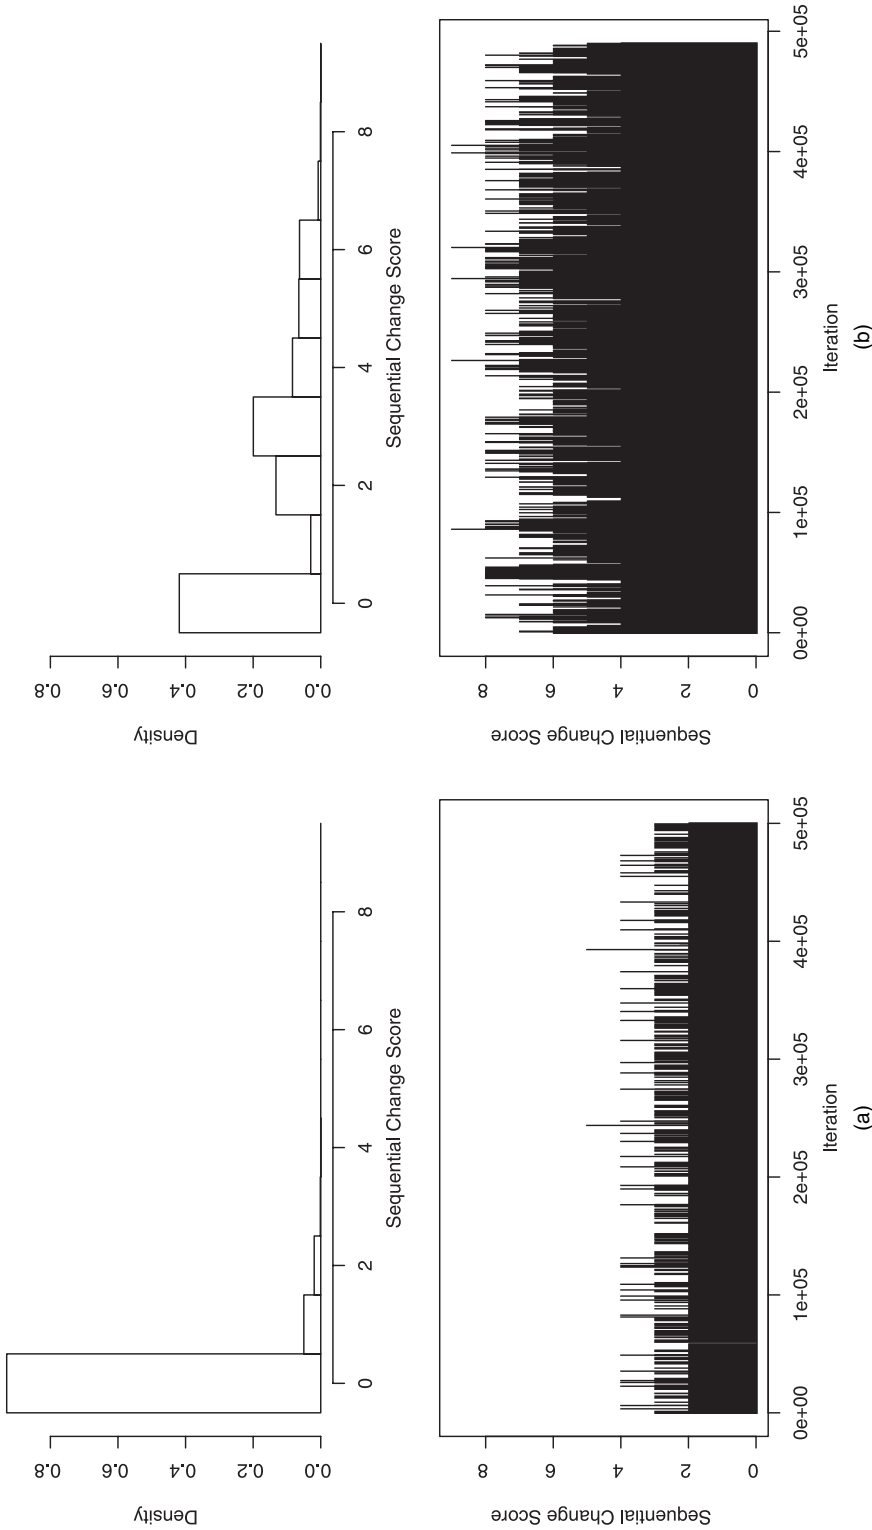 Density
0.0 0.2 0.4 0.6 0.8
0 2 4 6 8
Sequential Change Score
Sequential Change Score
0 2 4 6 8
0e+00 1e+05 2e+05 3e+05 4e+05 5e+05
Iteration
(a)
Density
0.0 0.2 0.4 0.6 0.8
0 2 4 6 8
Sequential Change Score
Sequential Change Score
0 2 4 6 8
0e+00 1e+05 2e+05 3e+05 4e+05 5e+05
Iteration
(b)